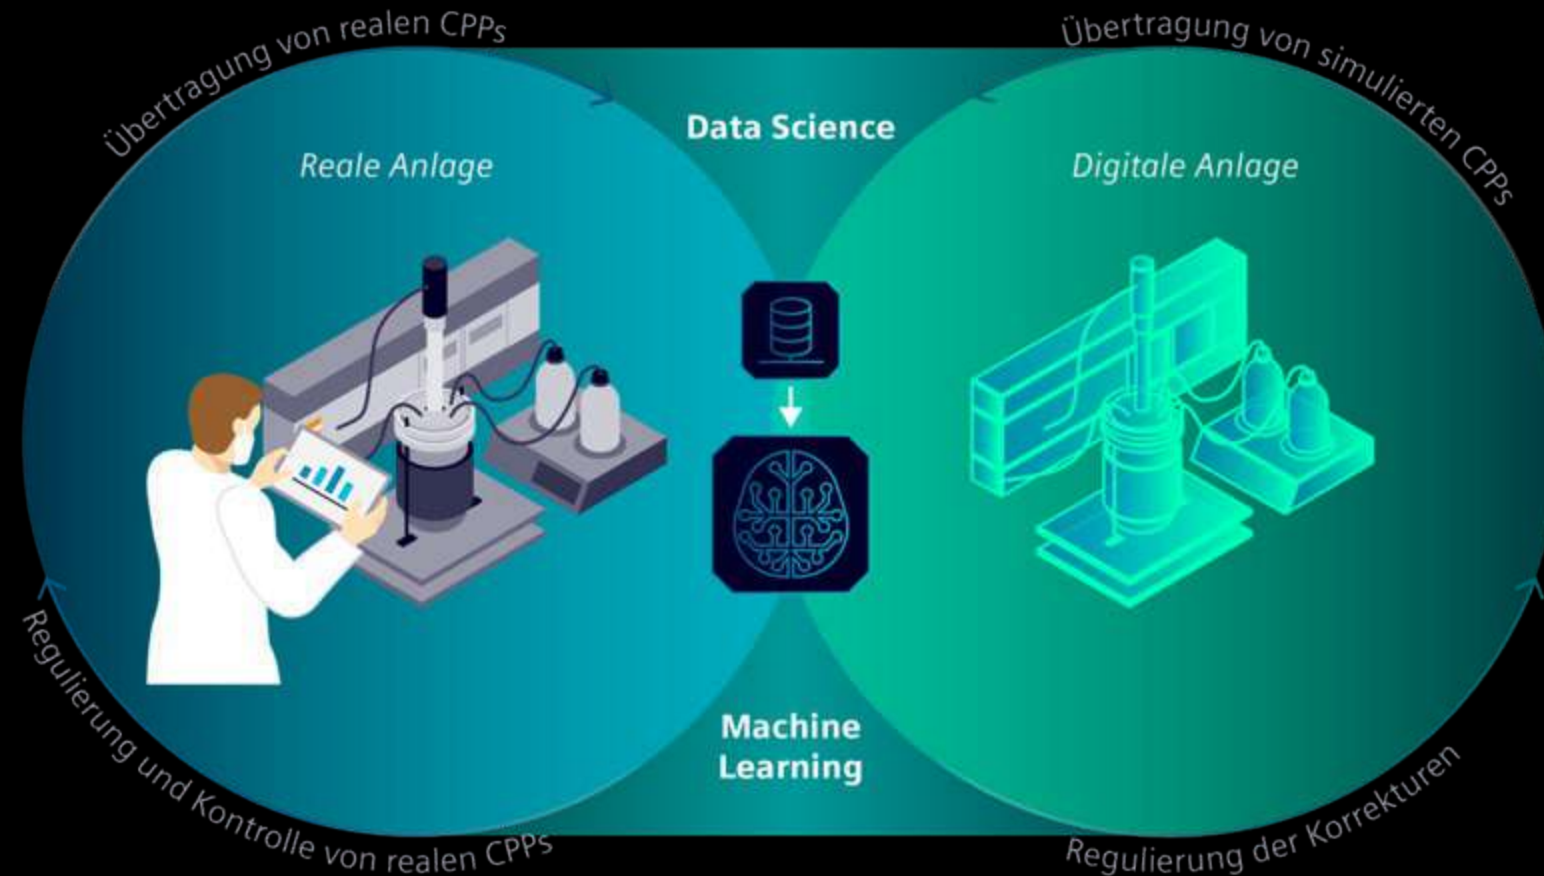 Übertragung von realen CPPs
Übertragung von simulierten CPPs
Data Science
Reale Anlage
Digitale Anlage
Machine
Learning
Regulierung und Kontrolle von realen CPPs
Regulierung der Korrekturen